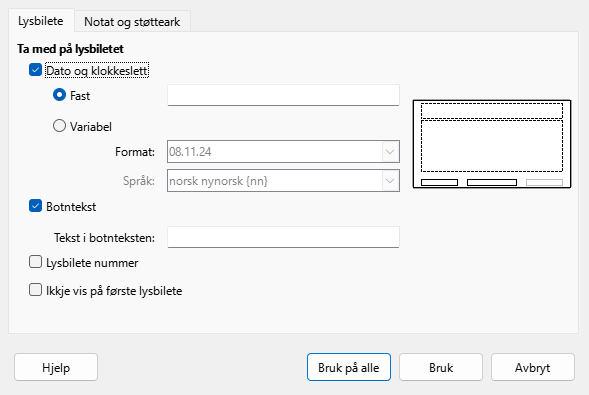 Lysbilete
Notat og støtteark
Ta med på lysbiletet
Dato og klokkeslett
Fast
Variabel
Format: 08.11.24
Språk: norsk nynorsk {nn}
Botntekst
Tekst i botnteksten:
Lysbilete nummer
Ikkje vis på første lysbilete
Hjelp
Bruk på alle
Bruk
Avbryt